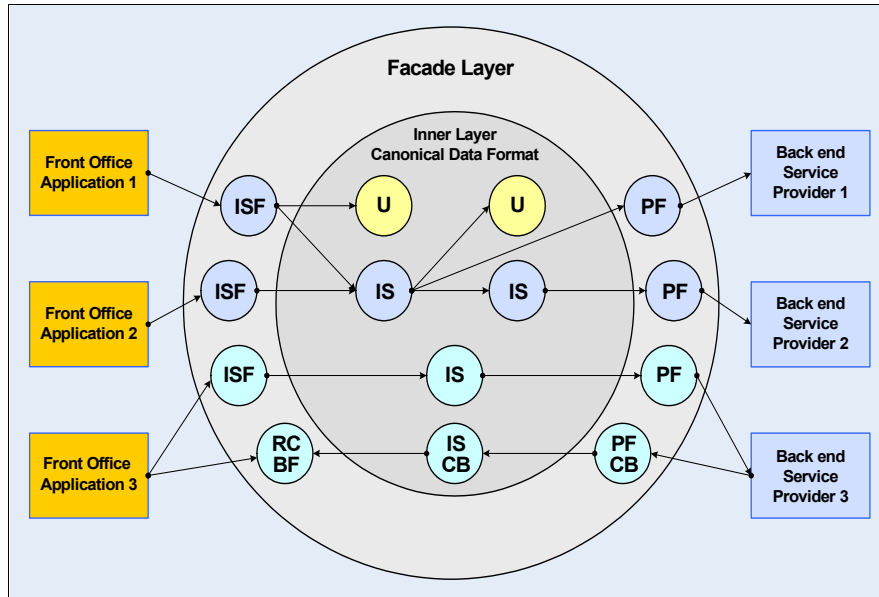 Facade Layer
Inner Layer
Canonical Data Format
Front Office
Application 1
ISF
U
U
PF
Back end
Service
Provider 1
Front Office
Application 2
ISF
IS
IS
PF
Back end
Service
Provider 2
ISF
IS
PF
Front Office
Application 3
RC
BF
IS
CB
PF
CB
Back end
Service
Provider 3